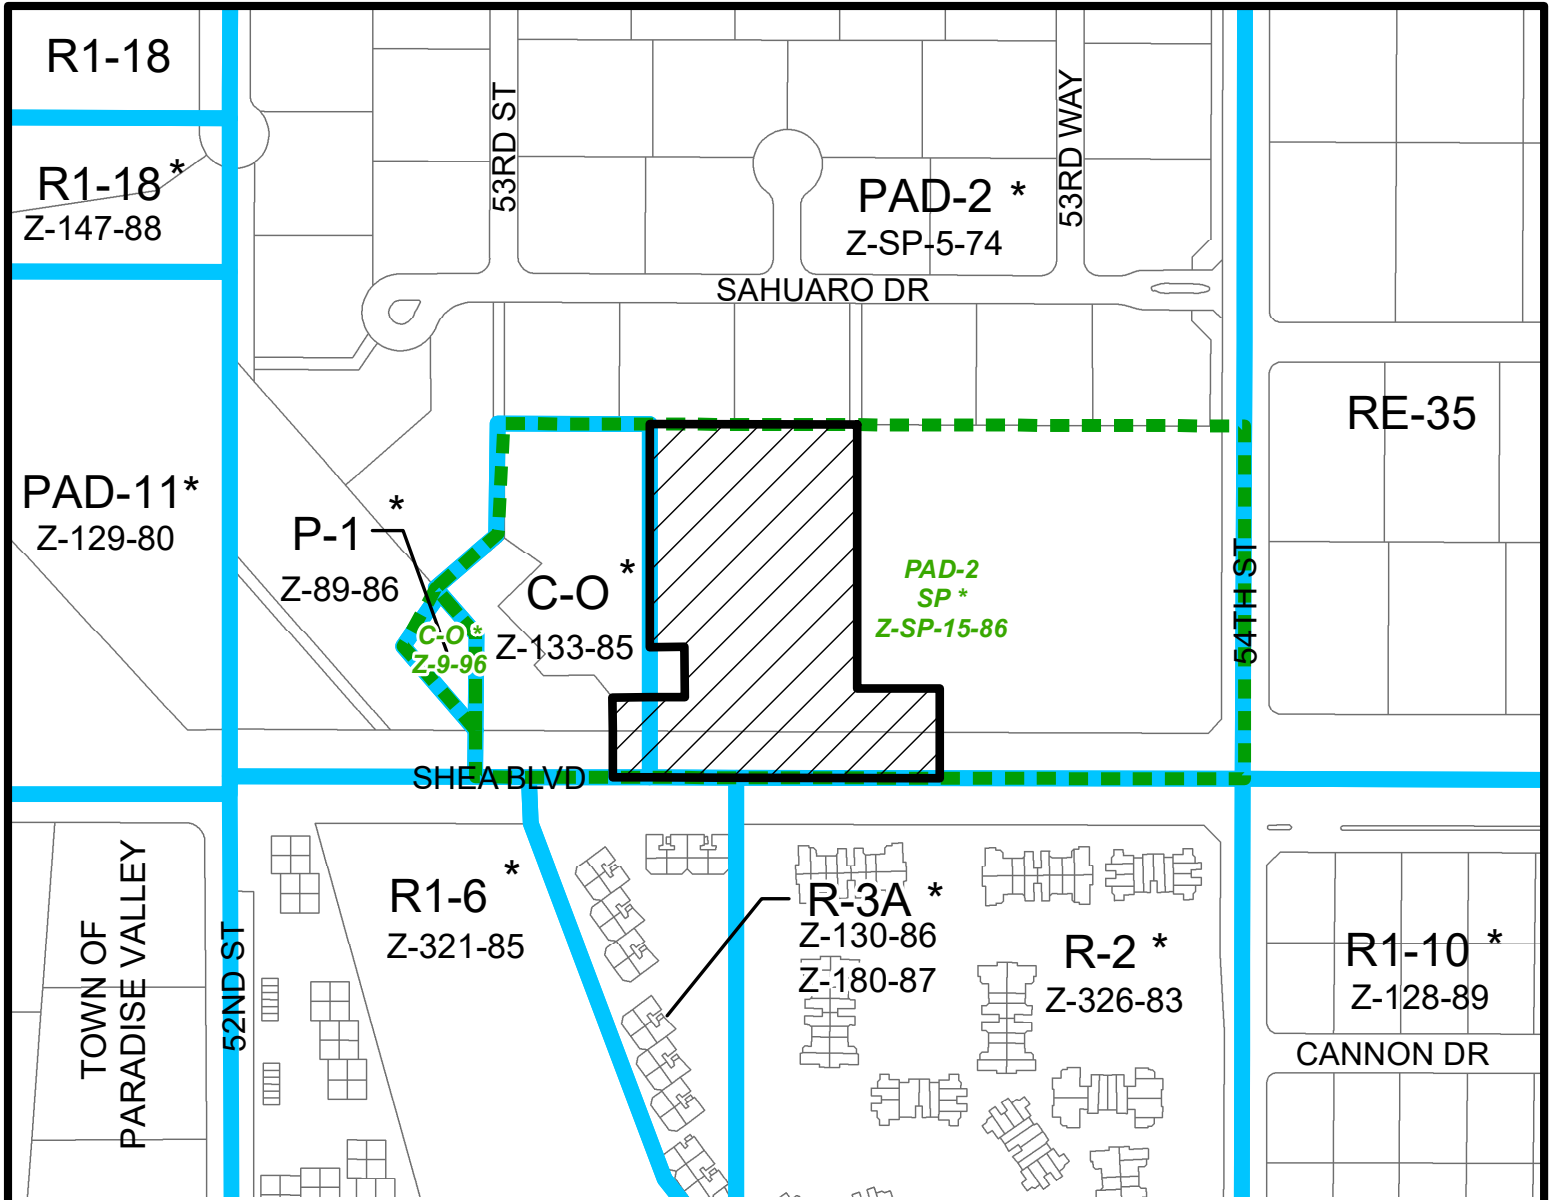 R1-18
R1-18 *
Z-147-88
53RD ST
53RD WAY
PAD-2 *
Z-SP-5-74
SAHUARO DR
RE-35
PAD-11 *
Z-129-80
P-1 *
Z-89-86
C-O *
Z-133-85
C-O *
Z-9-96
PAD-2
SP *
Z-SP-15-86
54TH ST
SHEA BLVD
TOWN OF
PARADISE VALLEY
52ND ST
R1-6 *
Z-321-85
R-3A *
Z-130-86
Z-180-87
R-2 *
Z-326-83
R1-10 *
Z-128-89
CANNON DR